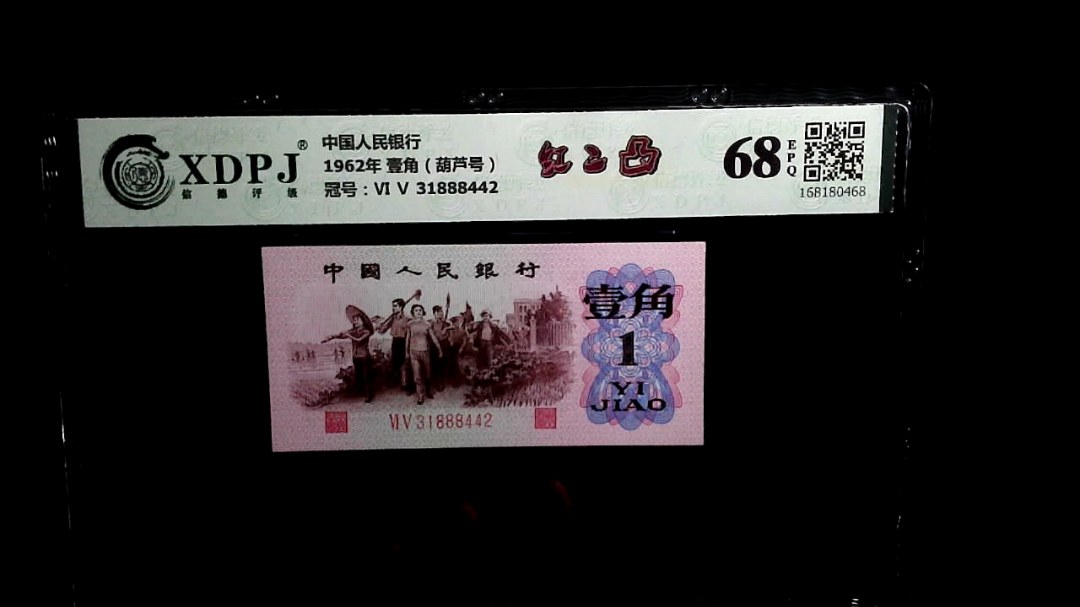 XDPJ®
信德评级
中国人民银行
1962年 壹角（葫芦号）
冠号：VI V 31888442
红二凸
68
EPQ
168180468
中國人民銀行
壹角
1
YI
JIAO
VI V 31888442